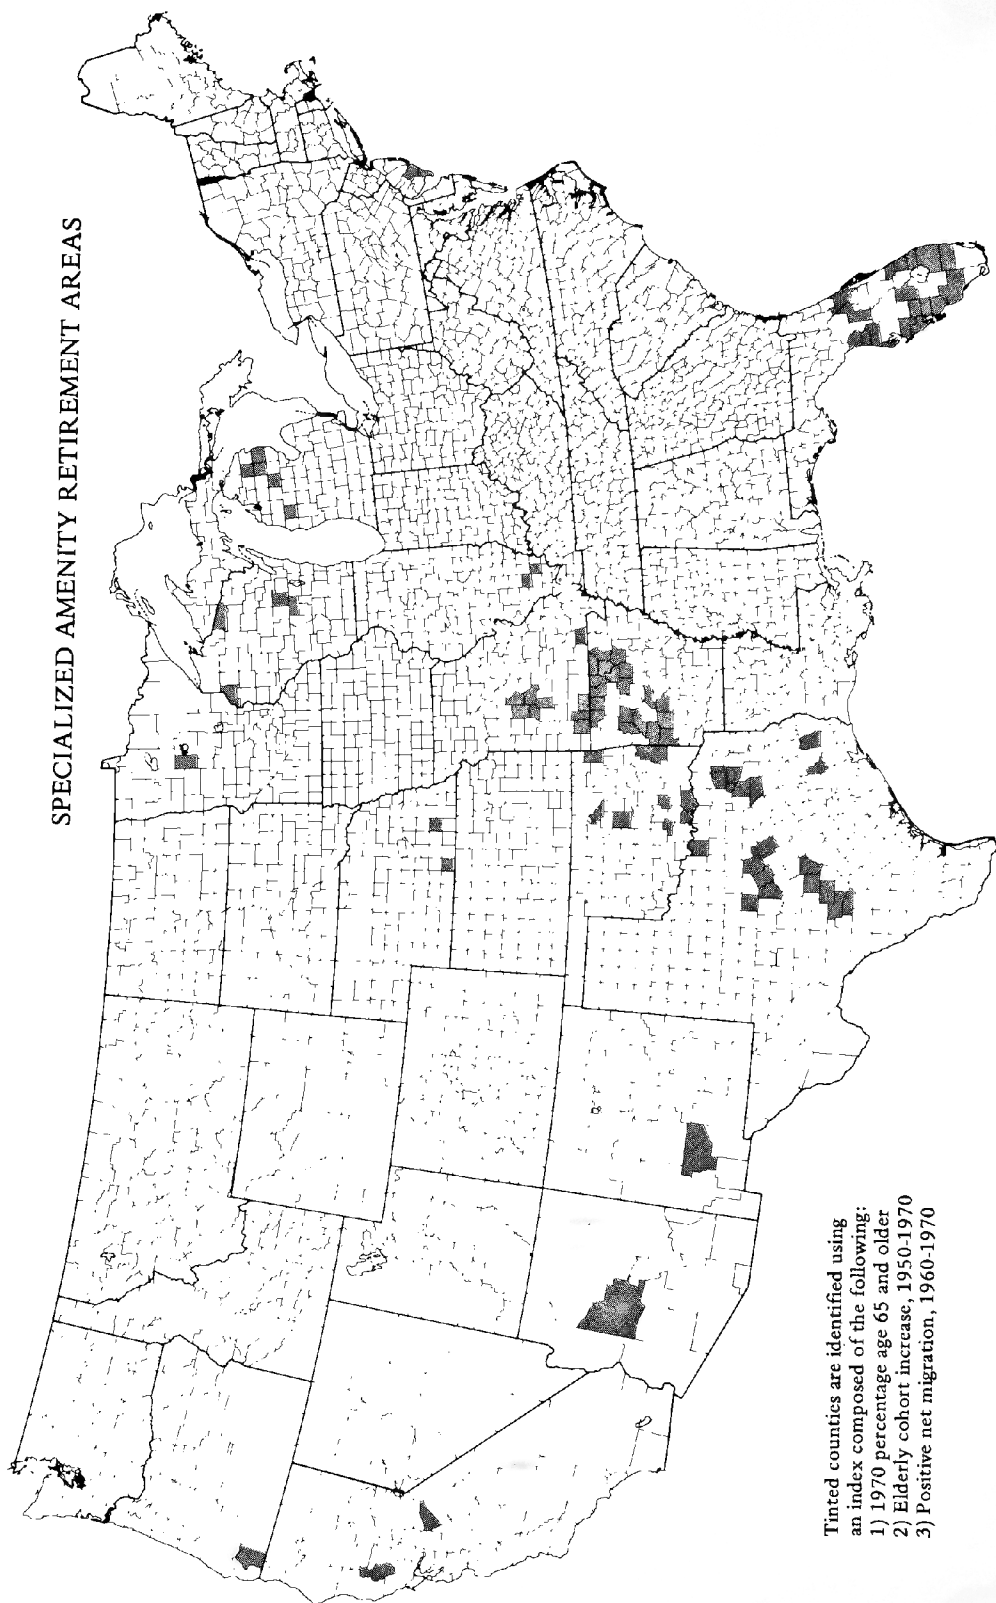 SPECIALIZED AMENITY RETIREMENT AREAS
Tinted counties are identified using
an index composed of the following:
1) 1970 percentage age 65 and older
2) Elderly cohort increase, 1950-1970
3) Positive net migration, 1960-1970